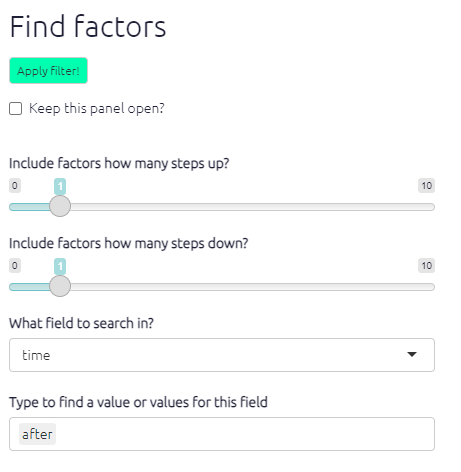 Find factors
Apply filter!
Keep this panel open?
Include factors how many steps up?
0 1 10
Include factors how many steps down?
0 1 10
What field to search in?
time
Type to find a value or values for this field
after